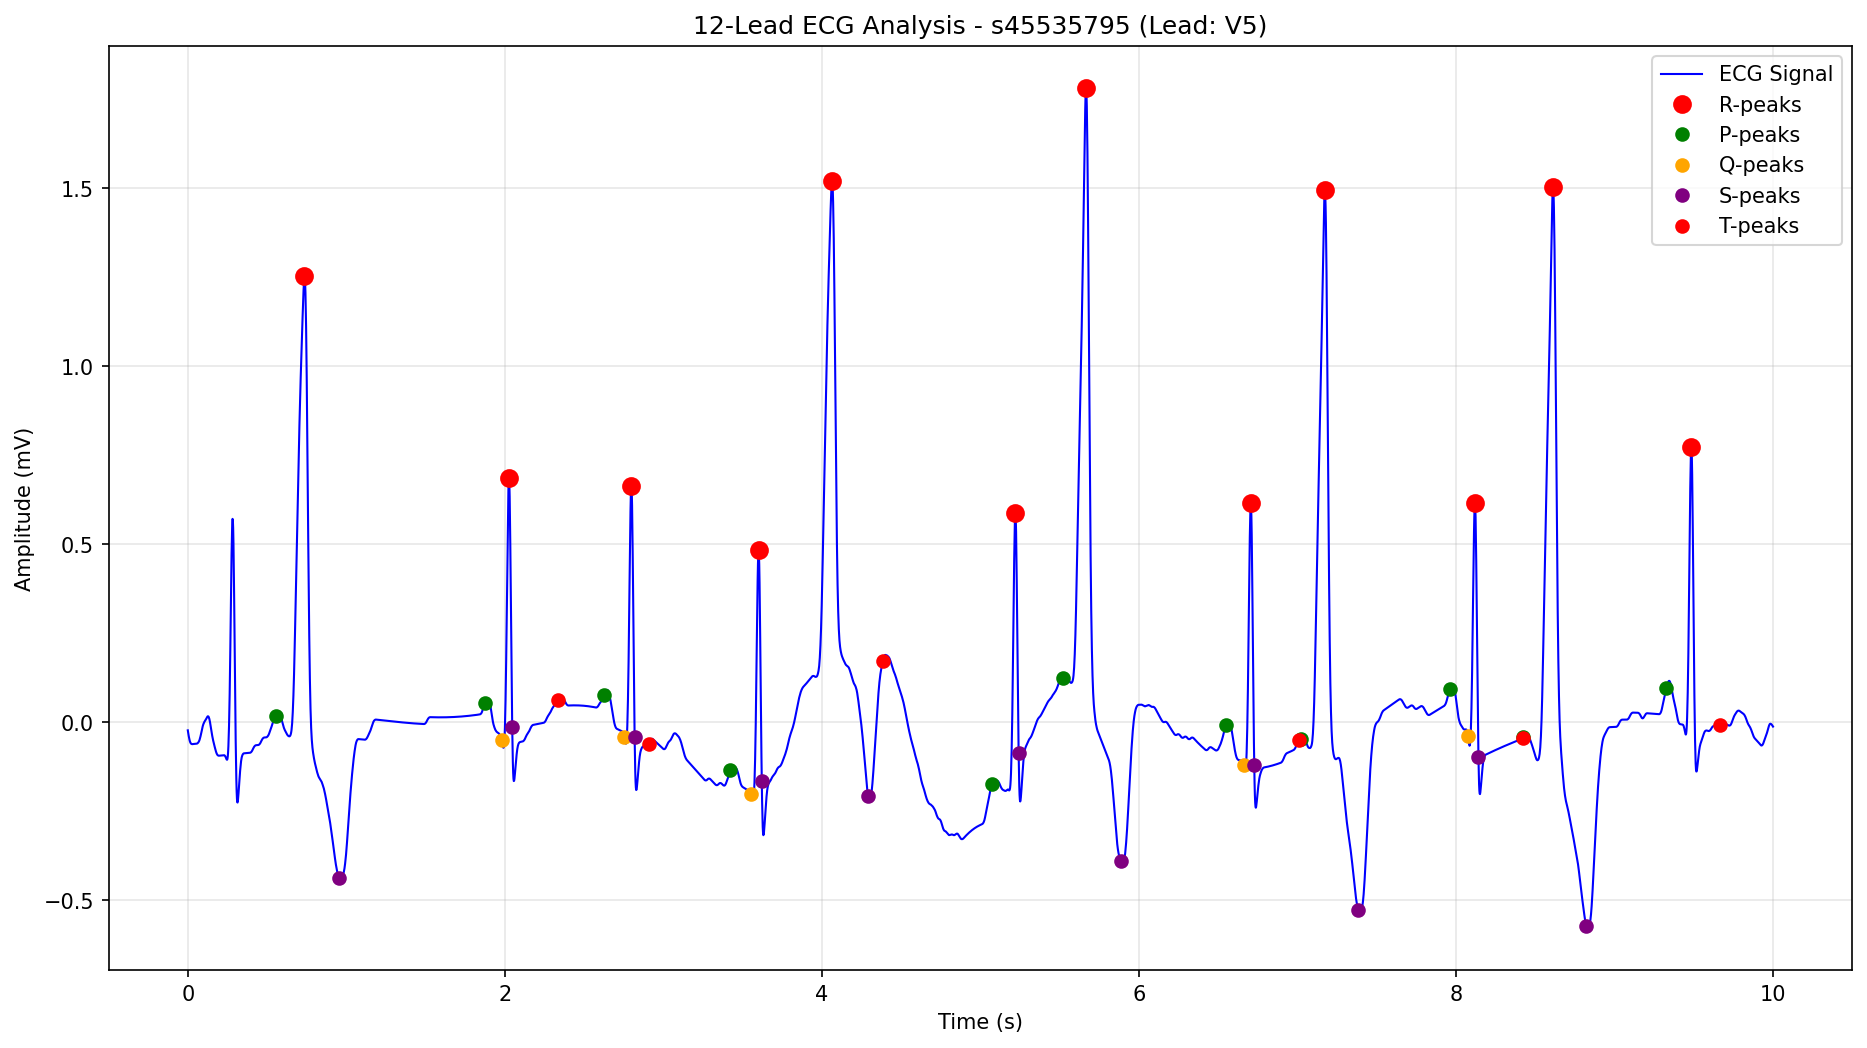 12-Lead ECG Analysis - s45535795 (Lead: V5)
ECG Signal
R-peaks
P-peaks
Q-peaks
S-peaks
T-peaks
Amplitude (mV)
1.5
1.0
0.5
0.0
−0.5
0
2
4
6
8
10
Time (s)